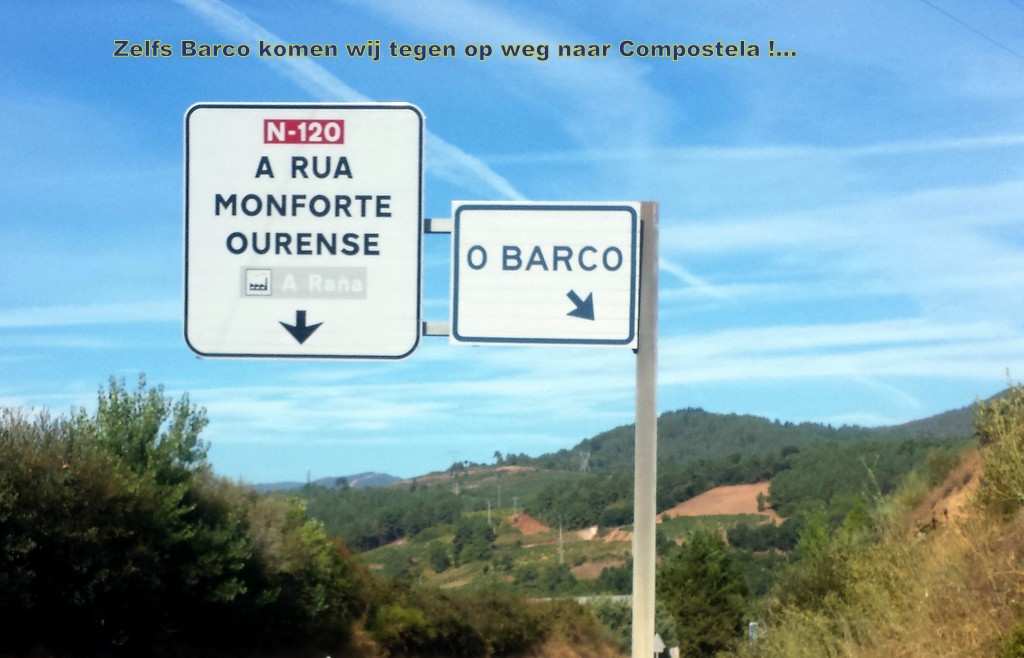 Zelfs Barco komen wij tegen op weg naar Compostela !...
N-120
A RUA
MONFORTE
OURENSE
A Raña
O BARCO